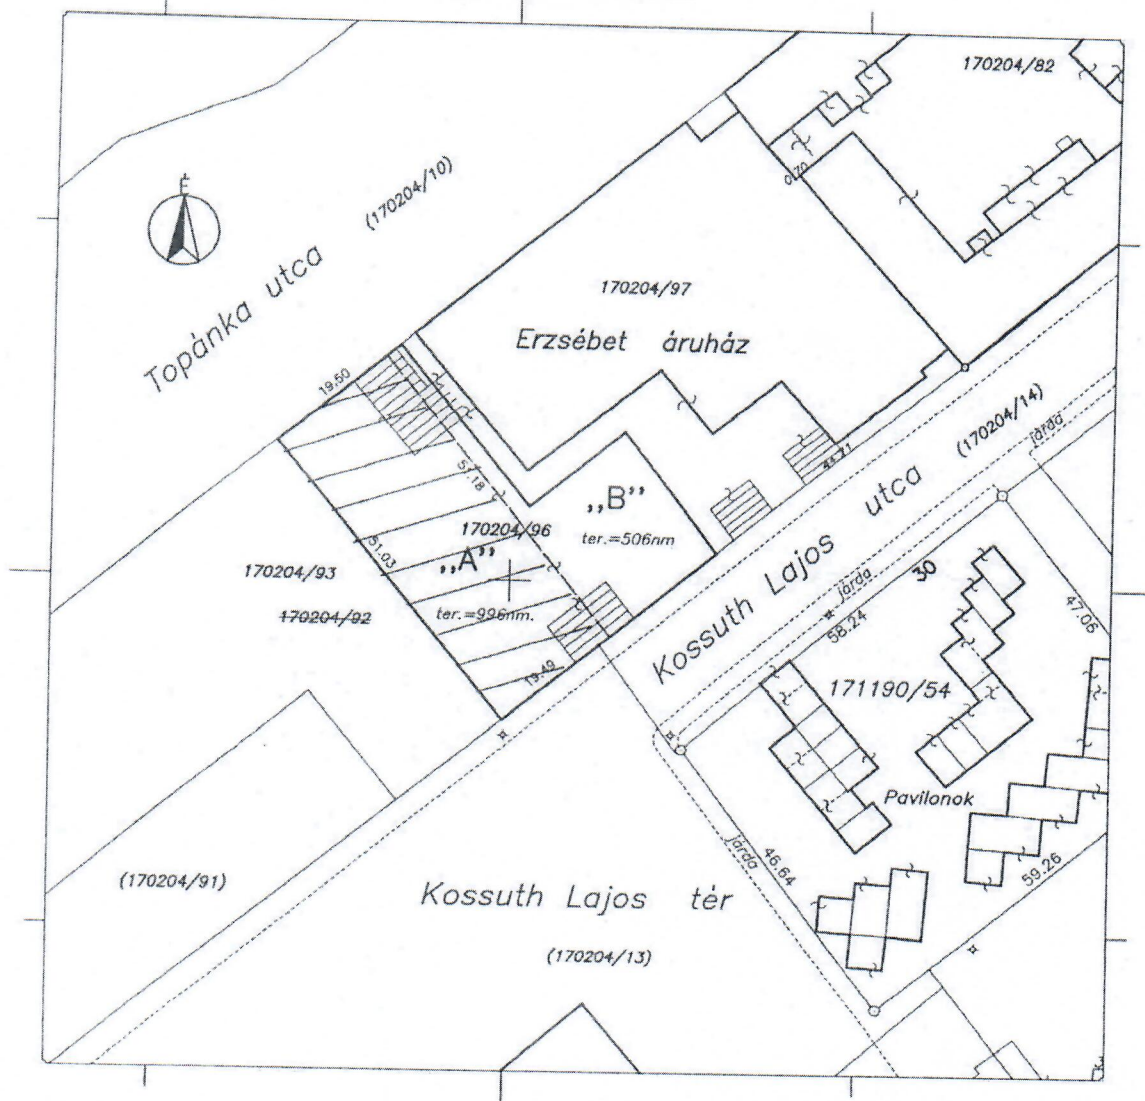 170204/82
É
(170204/10)
0.70
Topánka utca
170204/97
Erzsébet áruház
19.50
(170204/14)
járda
44.71
57.18
„B”
utca
170204/96
ter.=506nm
51.03
„A”
170204/93
170204/92
ter.=996nm.
Kossuth Lajos
járda
30
58.24
47.06
19.49
171190/54
Pavilonok
járda
46.64
59.26
(170204/91)
Kossuth Lajos tér
(170204/13)